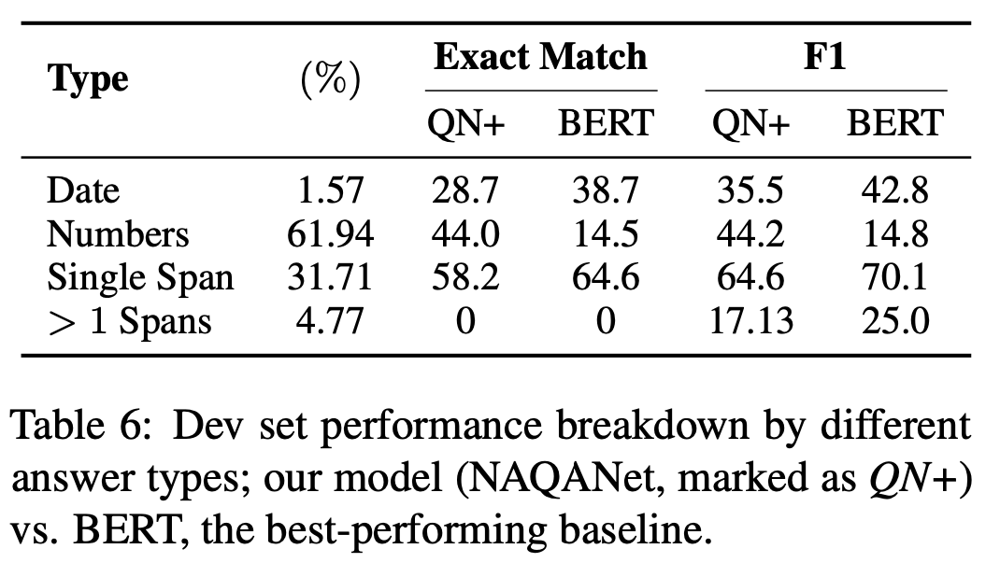 Type (%) Exact Match F1
QN+ BERT QN+ BERT
Date 1.57 28.7 38.7 35.5 42.8
Numbers 61.94 44.0 14.5 44.2 14.8
Single Span 31.71 58.2 64.6 64.6 70.1
> 1 Spans 4.77 0 0 17.13 25.0
Table 6: Dev set performance breakdown by different
answer types; our model (NAQANet, marked as QN+)
vs. BERT, the best-performing baseline.